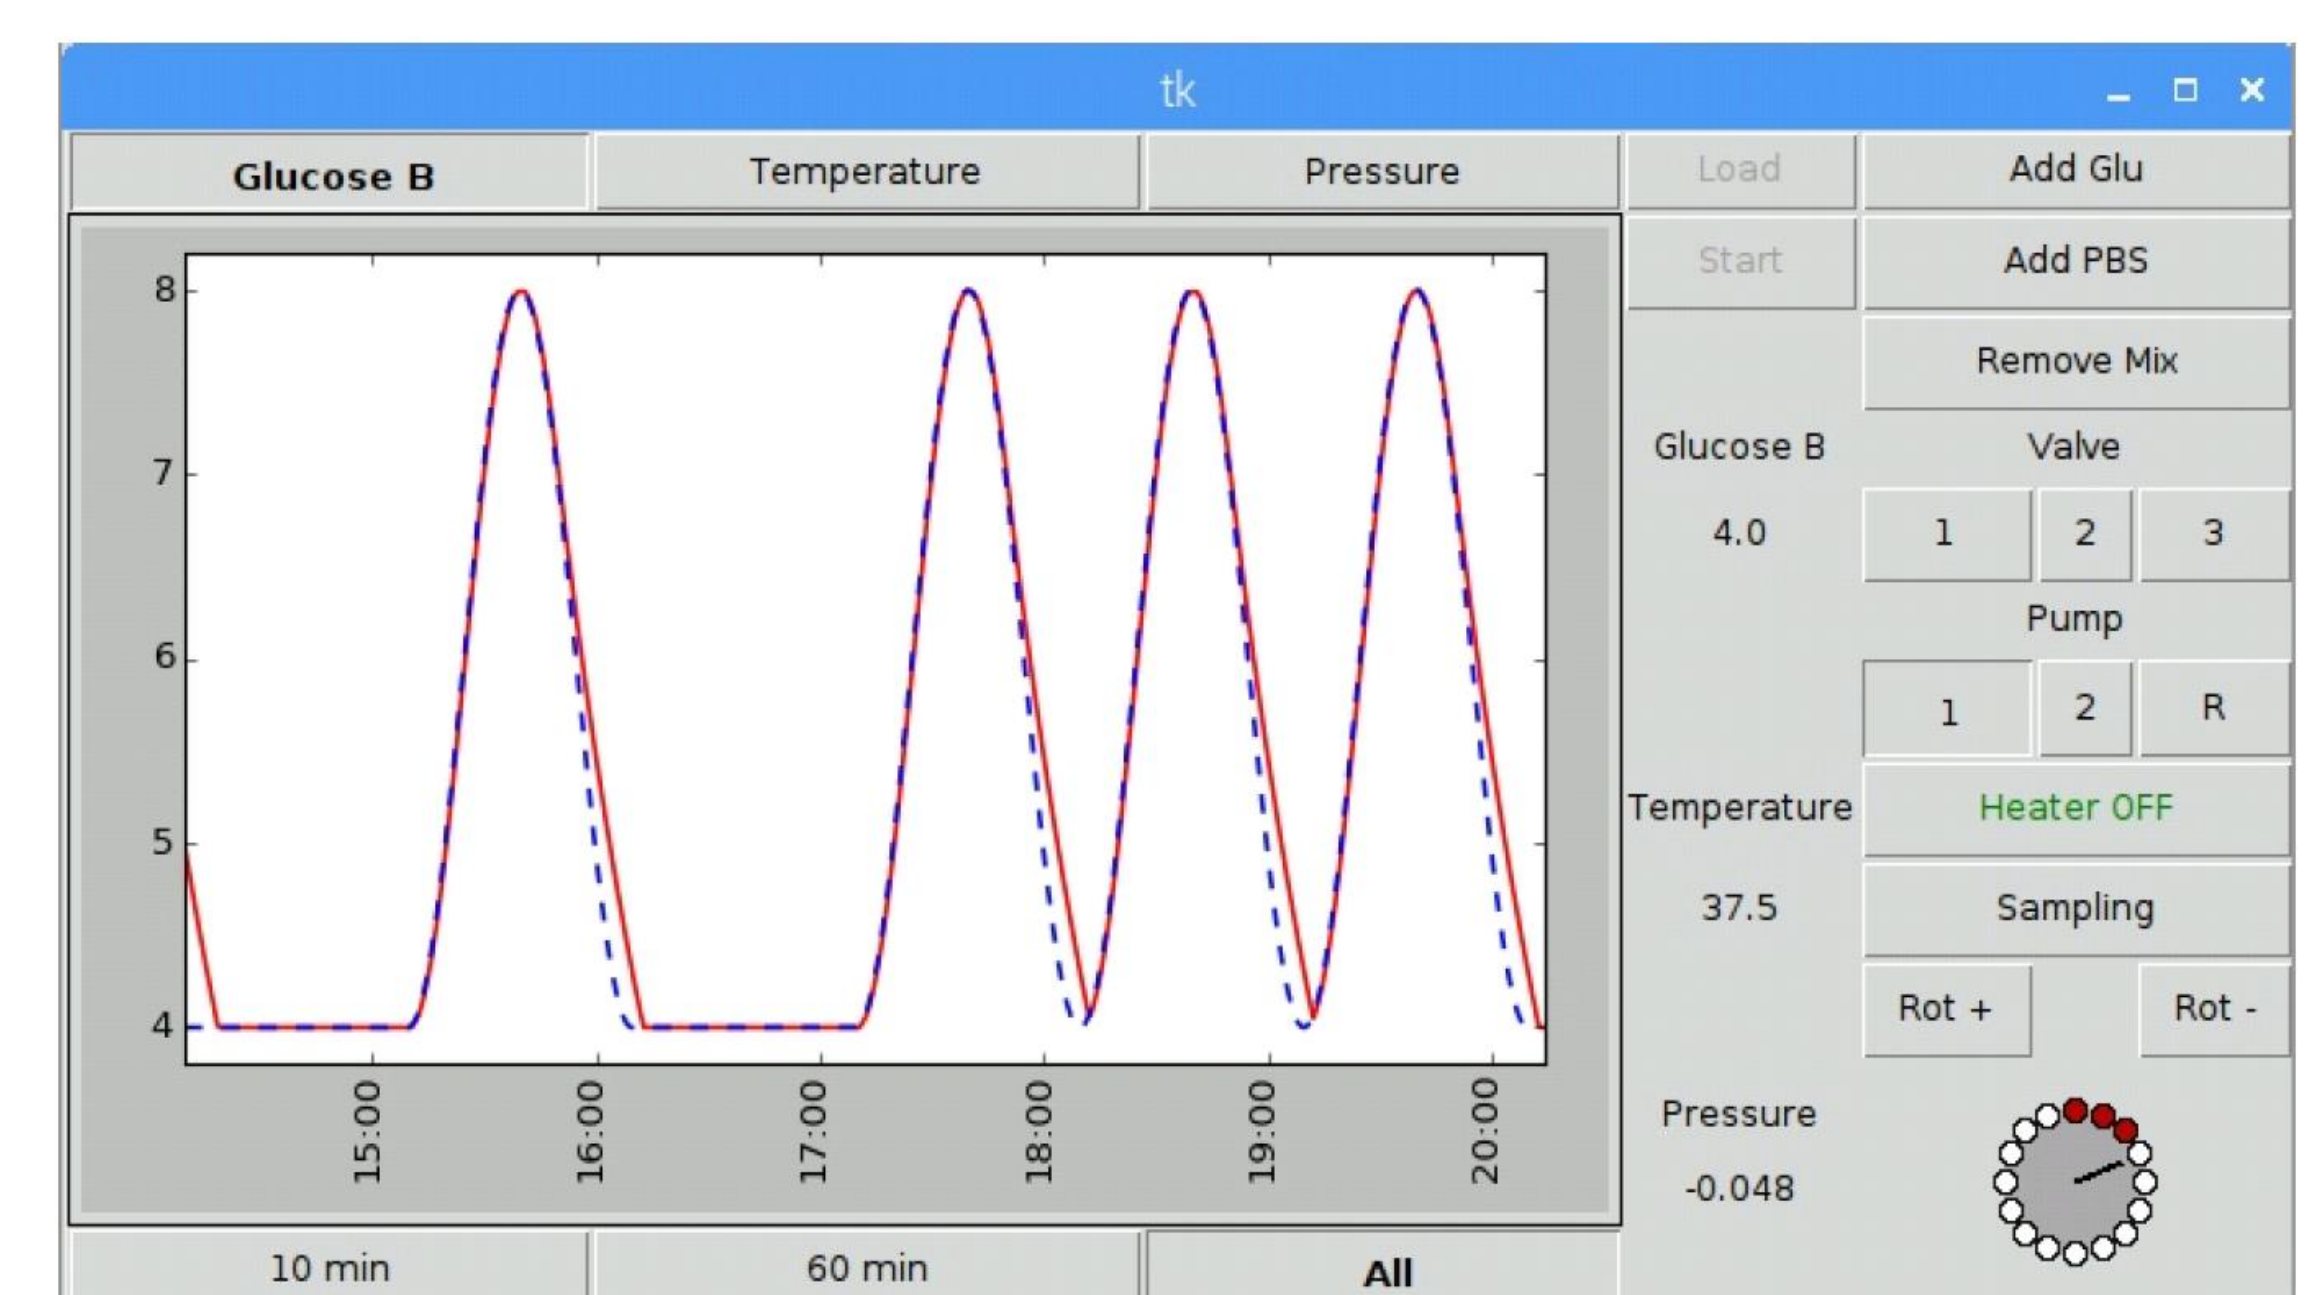 tk
Glucose B Temperature Pressure Load Add Glu
Start Add PBS
Remove Mix
Glucose B Valve
4.0 1 2 3
Pump
1 2 R
Temperature Heater OFF
37.5 Sampling
Rot + Rot -
Pressure
-0.048
8
7
6
5
4
15:00 16:00 17:00 18:00 19:00 20:00
10 min 60 min All